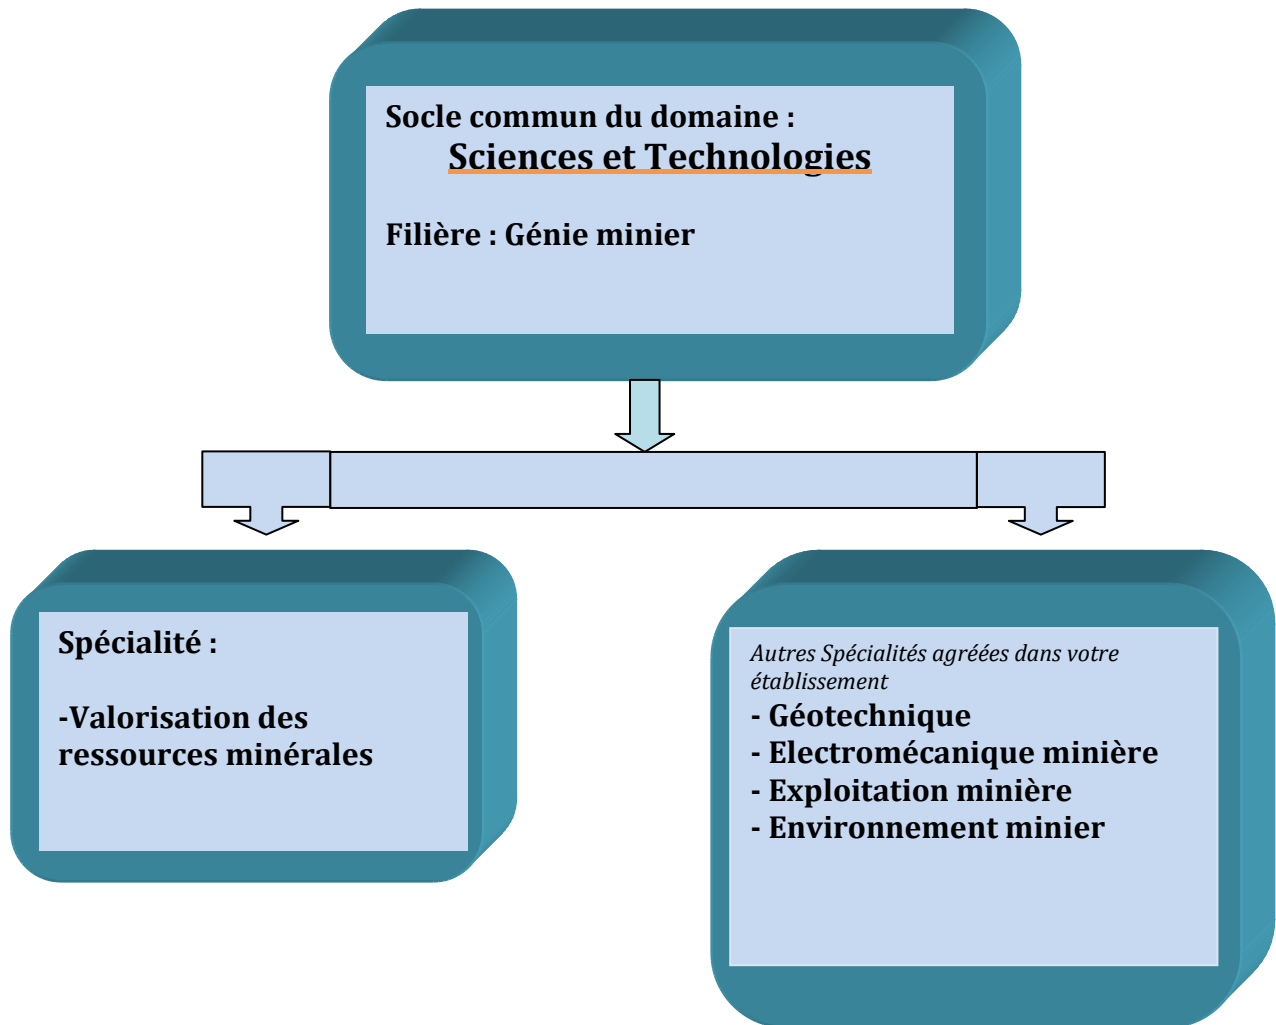 Socle commun du domaine :
Sciences et Technologies
Filière : Génie minier
Spécialité :
-Valorisation des
ressources minérales
Autres Spécialités agréées dans votre
établissement
- Géotechnique
- Electromécanique minière
- Exploitation minière
- Environnement minier